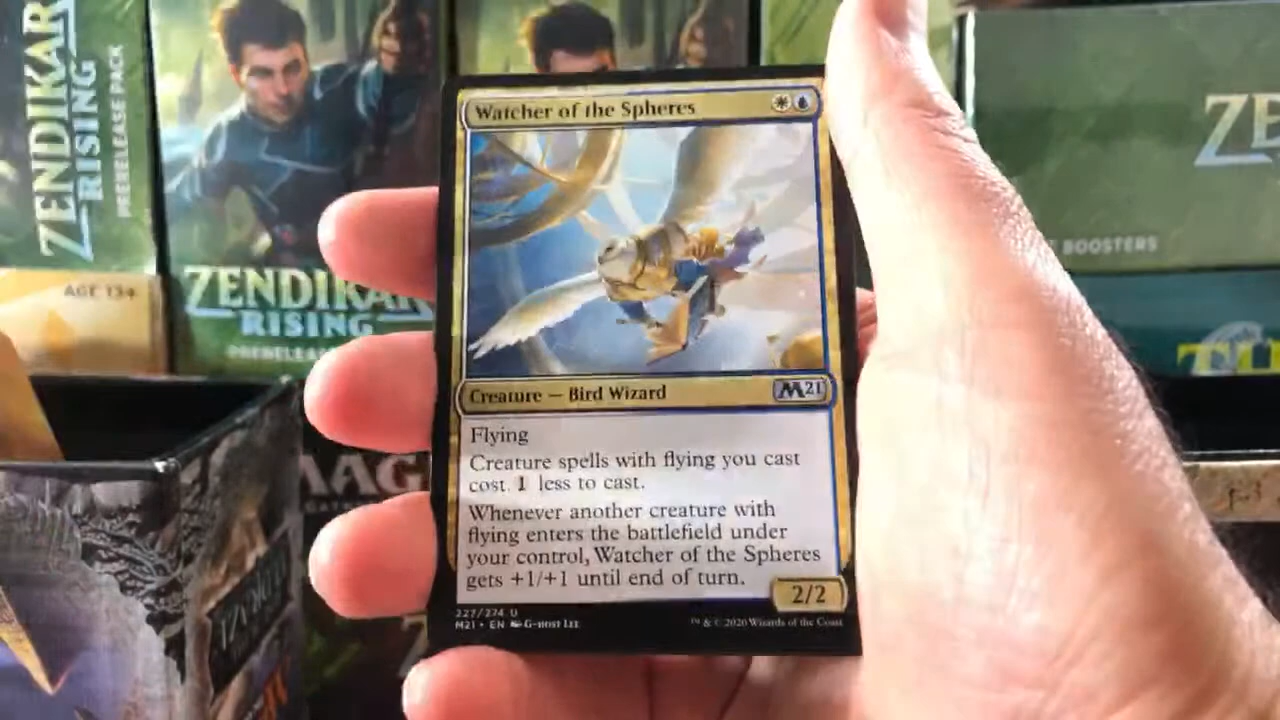 ZENDIKAR
RISING
PRERELEASE PACK
AGE 13+
ZENDIKAR
RISING
Watcher of the Spheres
Creature — Bird Wizard
M21
Flying
Creature spells with flying you cast
cost 1 less to cast.
Whenever another creature with
flying enters the battlefield under
your control, Watcher of the Spheres
gets +1/+1 until end of turn.
2/2
227/274 U
M21 • EN G-host Lee
™ & © 2020 Wizards of the Coast
BOOSTERS